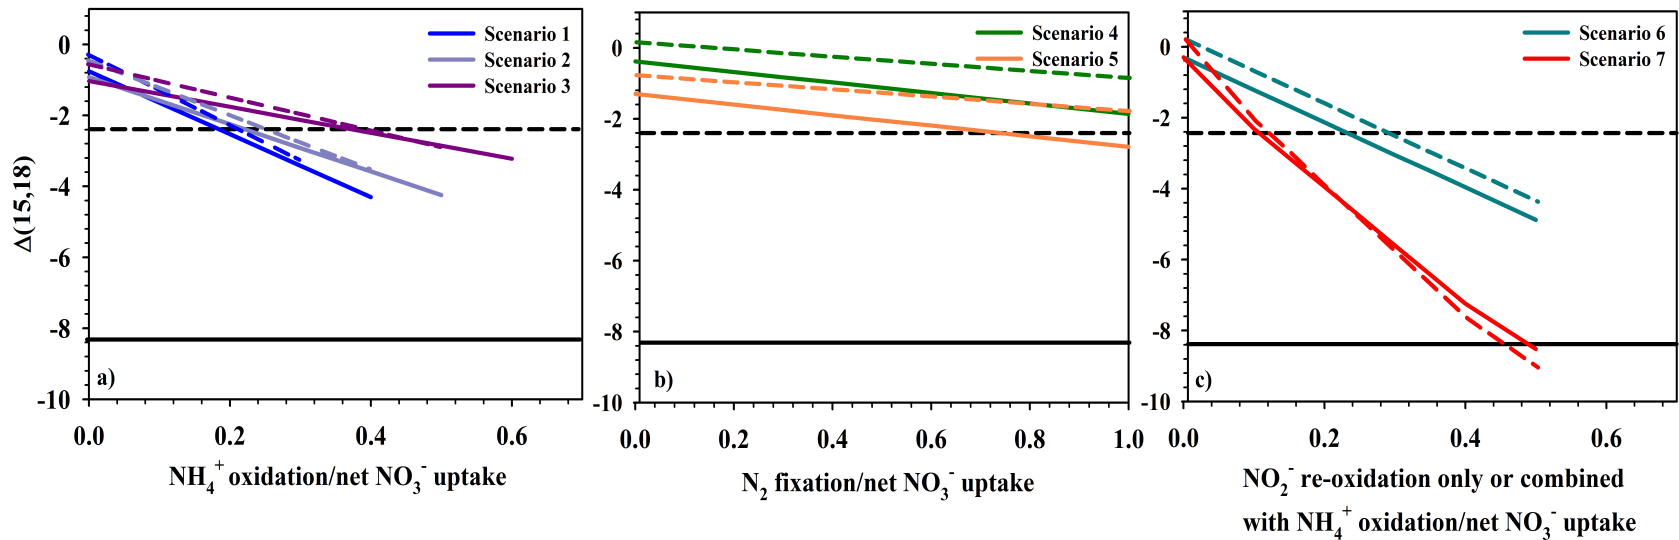 Δ(15,18)
0
-2
-4
-6
-8
-10
Scenario 1
Scenario 2
Scenario 3
a)
0.0 0.2 0.4 0.6
NH₄⁺ oxidation/net NO₃⁻ uptake
0
-2
-4
-6
-8
-10
Scenario 4
Scenario 5
b)
0.0 0.2 0.4 0.6 0.8 1.0
N₂ fixation/net NO₃⁻ uptake
0
-2
-4
-6
-8
-10
Scenario 6
Scenario 7
c)
0.0 0.2 0.4 0.6
NO₂⁻ re-oxidation only or combined
with NH₄⁺ oxidation/net NO₃⁻ uptake